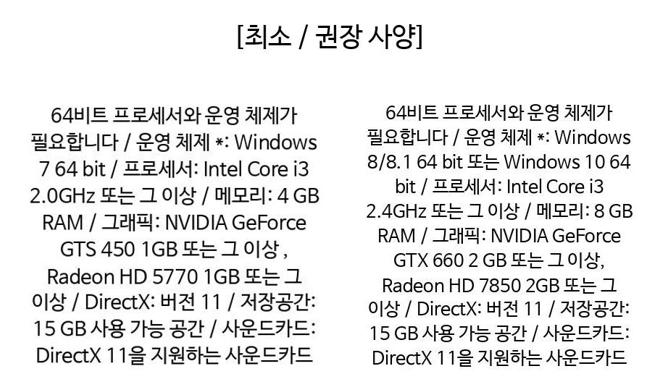 [최소 / 권장 사양]
64비트 프로세서와 운영 체제가
필요합니다 / 운영 체제 *: Windows
7 64 bit / 프로세서: Intel Core i3
2.0GHz 또는 그 이상 / 메모리: 4 GB
RAM / 그래픽: NVIDIA GeForce
GTS 450 1GB 또는 그 이상 ,
Radeon HD 5770 1GB 또는 그
이상 / DirectX: 버전 11 / 저장공간:
15 GB 사용 가능 공간 / 사운드카드:
DirectX 11을 지원하는 사운드카드
64비트 프로세서와 운영 체제가
필요합니다 / 운영 체제 *: Windows
8/8.1 64 bit 또는 Windows 10 64
bit / 프로세서: Intel Core i3
2.4GHz 또는 그 이상 / 메모리: 8 GB
RAM / 그래픽: NVIDIA GeForce
GTX 660 2 GB 또는 그 이상,
Radeon HD 7850 2GB 또는 그
이상 / DirectX: 버전 11 / 저장공간:
15 GB 사용 가능 공간 / 사운드카드:
DirectX 11을 지원하는 사운드카드